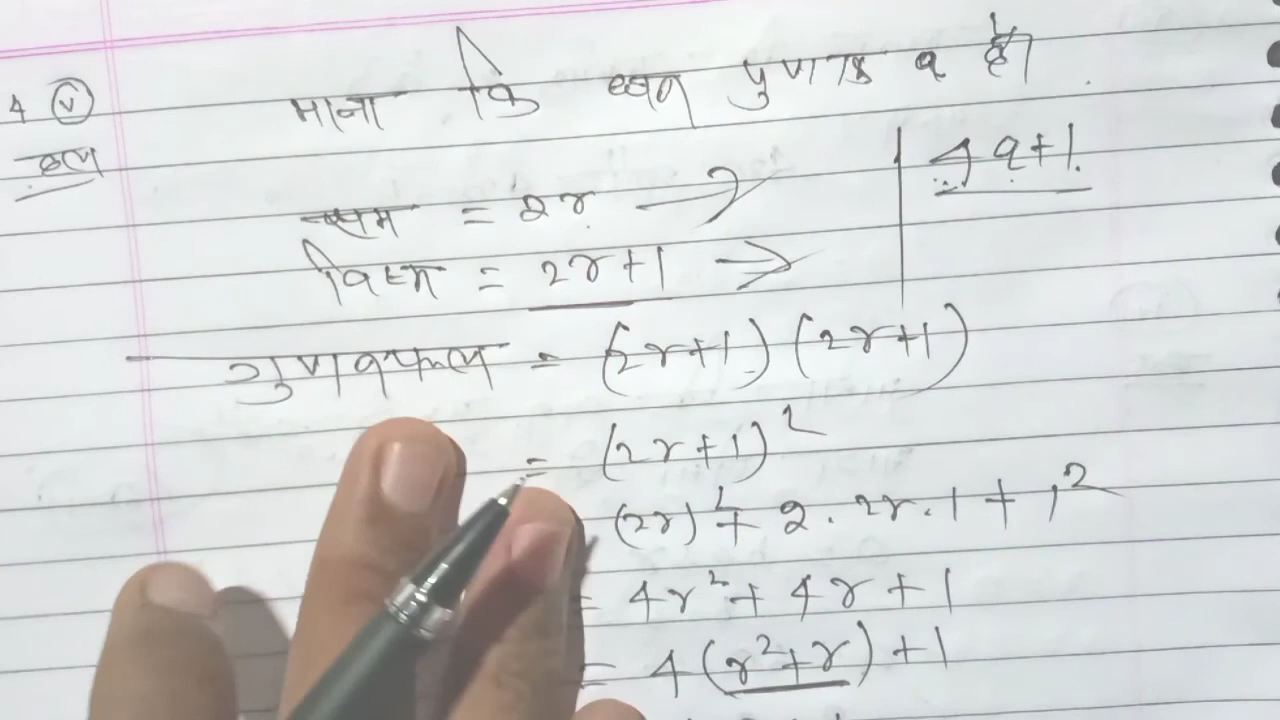 4 (v) माना कि धन पुर्णांक q है।
हल
4q+1
सम = 2r →
विषम = 2r+1 →
गुणनफल = (2r+1)(2r+1)
= (2r+1)²
(2r)² + 2.2r.1 + 1²
= 4r² + 4r + 1
= 4(r²+r)+1